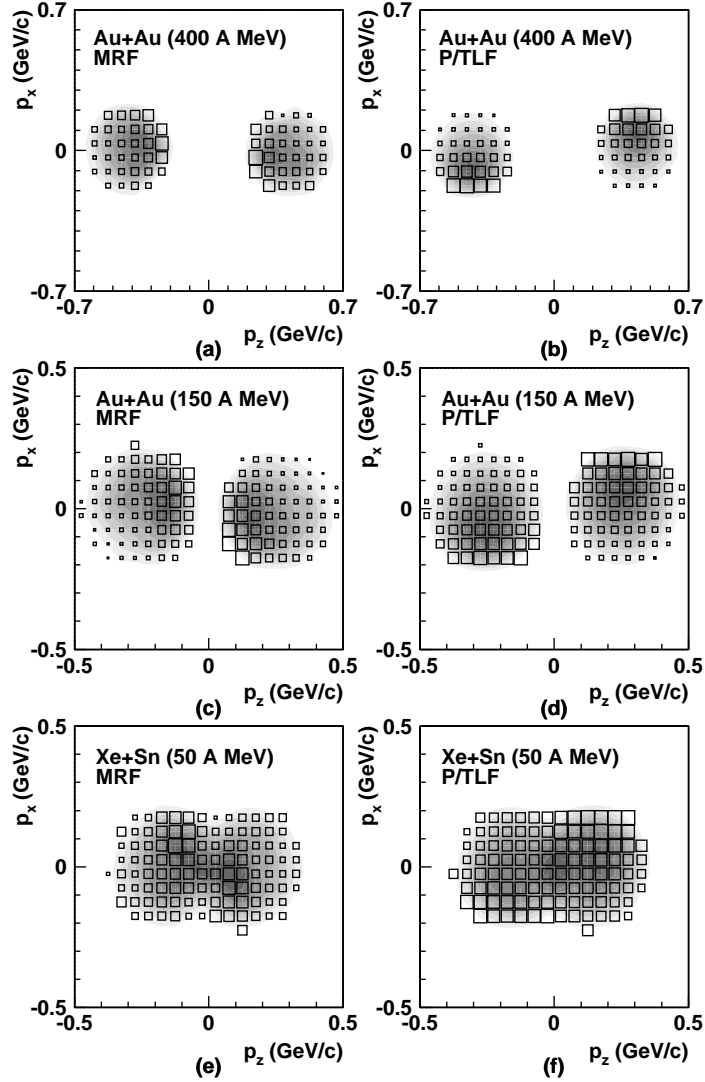 0.7
p_x
Au+Au (400 A MeV)
MRF
0
-0.7
-0.7
0
0.7
p_z (GeV/c)
(a)
p_x (GeV/c)
0.7
Au+Au (400 A MeV)
P/TLF
0
-0.7
-0.7
0
0.7
p_z (GeV/c)
(b)
p_x
0.5
Au+Au (150 A MeV)
MRF
0
-0.5
-0.5
0
0.5
p_z (GeV/c)
(c)
p_x (GeV/c)
0.5
Au+Au (150 A MeV)
P/TLF
0
-0.5
-0.5
0
0.5
p_z (GeV/c)
(d)
p_x (GeV/c)
0.5
Xe+Sn (50 A MeV)
MRF
0
-0.5
-0.5
0
0.5
p_z (GeV/c)
(e)
p_x (GeV/c)
0.5
Xe+Sn (50 A MeV)
P/TLF
0
-0.5
-0.5
0
0.5
p_z (GeV/c)
(f)